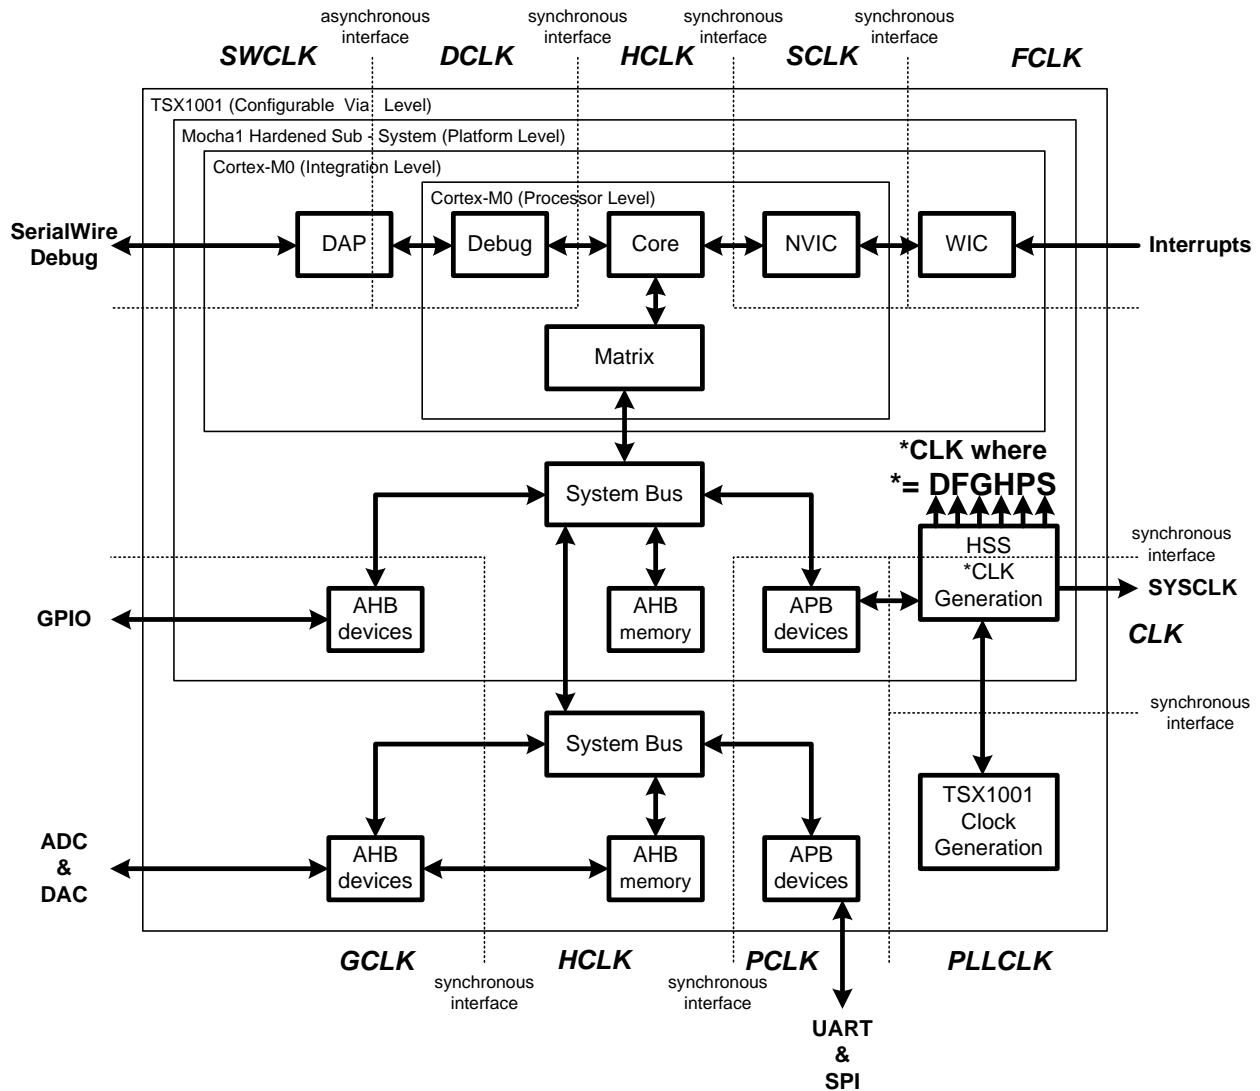 asynchronous
interface
synchronous
interface
synchronous
interface
synchronous
interface
SWCLK
DCLK
HCLK
SCLK
FCLK
TSX1001 (Configurable Via Level)
Mocha1 Hardened Sub - System (Platform Level)
Cortex-M0 (Integration Level)
Cortex-M0 (Processor Level)
SerialWire
Debug
DAP
Debug
Core
NVIC
WIC
Interrupts
Matrix
*CLK where
*= DFGHPS
System Bus
HSS
*CLK
Generation
synchronous
interface
SYSCLK
GPIO
AHB
devices
AHB
memory
APB
devices
CLK
synchronous
interface
System Bus
TSX1001
Clock
Generation
ADC
&
DAC
AHB
devices
AHB
memory
APB
devices
GCLK
HCLK
PCLK
PLLCLK
synchronous
interface
synchronous
interface
UART
&
SPI